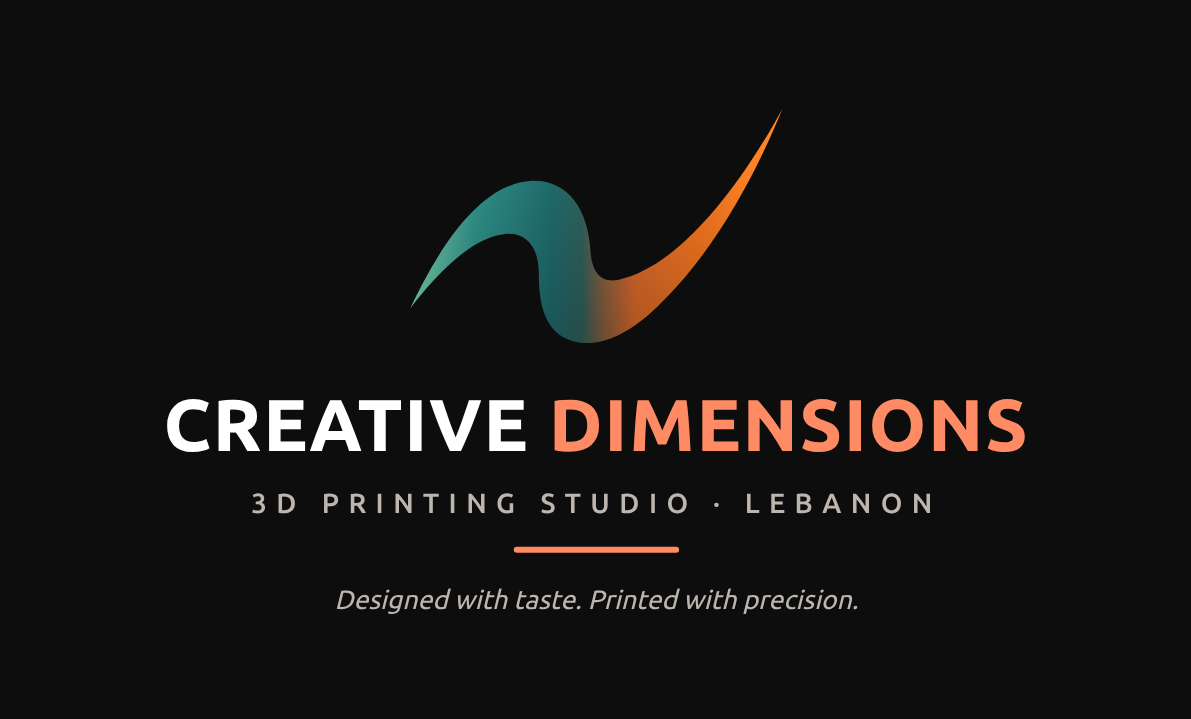 CREATIVE DIMENSIONS
3D PRINTING STUDIO · LEBANON
Designed with taste. Printed with precision.